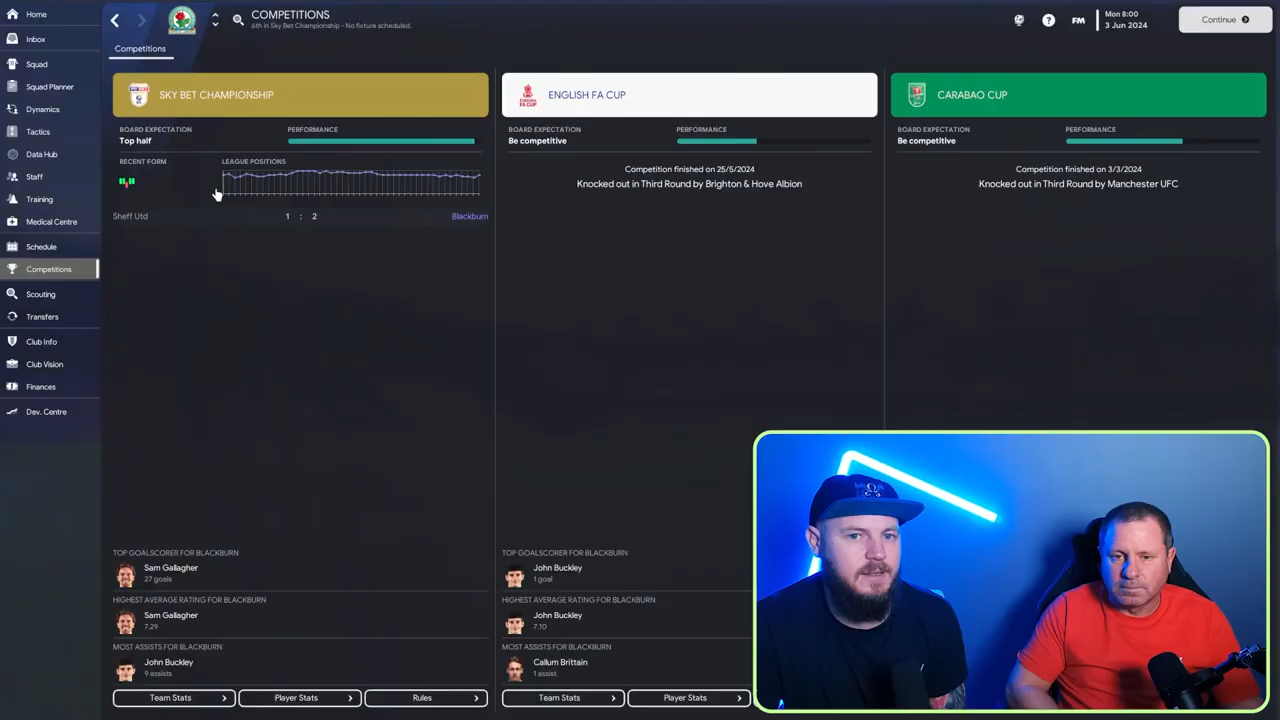 Home
Inbox
Squad
Squad Planner
Dynamics
Tactics
Data Hub
Staff
Training
Medical Centre
Schedule
Competitions
Scouting
Transfers
Club Info
Club Vision
Finances
Dev. Centre
COMPETITIONS
6th in Sky Bet Championship - No fixture scheduled.
FM
Mon 8:00
3 Jun 2024
Continue
Competitions
SKY BET CHAMPIONSHIP
BOARD EXPECTATION
Top half
PERFORMANCE
RECENT FORM
LEAGUE POSITIONS
Sheff Utd 1 : 2 Blackburn
TOP GOALSCORER FOR BLACKBURN
Sam Gallagher
27 goals
HIGHEST AVERAGE RATING FOR BLACKBURN
Sam Gallagher
7.29
MOST ASSISTS FOR BLACKBURN
John Buckley
9 assists
Team Stats
Player Stats
Rules
ENGLISH FA CUP
BOARD EXPECTATION
Be competitive
PERFORMANCE
Competition finished on 25/5/2024
Knocked out in Third Round by Brighton & Hove Albion
TOP GOALSCORER FOR BLACKBURN
John Buckley
1 goal
HIGHEST AVERAGE RATING FOR BLACKBURN
John Buckley
7.10
MOST ASSISTS FOR BLACKBURN
Callum Brittain
1 assist
Team Stats
Player Stats
CARABAO CUP
BOARD EXPECTATION
Be competitive
PERFORMANCE
Competition finished on 3/3/2024
Knocked out in Third Round by Manchester UFC